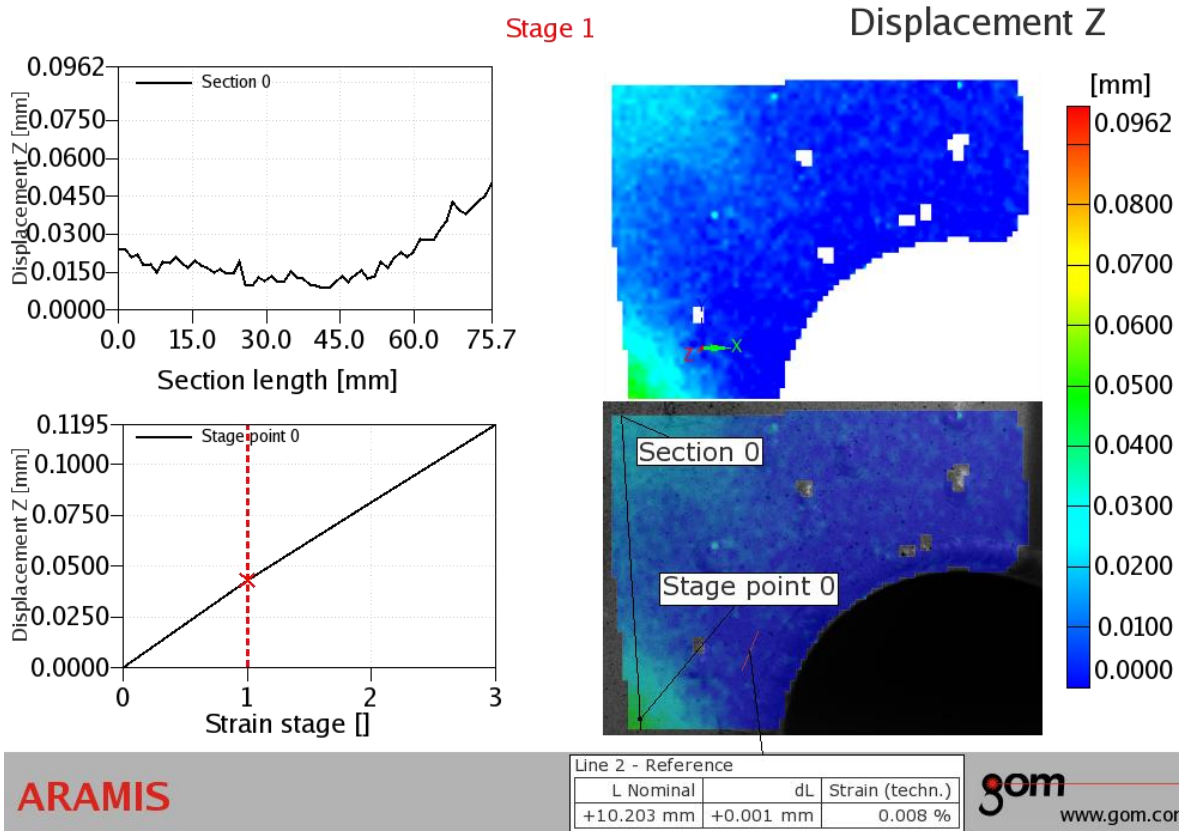 Stage 1
Displacement Z
Displacement Z [mm]
0.0962
0.0750
0.0600
0.0450
0.0300
0.0150
0.0000
Section 0
0.0 15.0 30.0 45.0 60.0 75.7
Section length [mm]
Displacement Z [mm]
0.1195
0.1000
0.0750
0.0500
0.0250
0.0000
Stage point 0
0 1 2 3
Strain stage []
Y
Z X
Section 0
Stage point 0
[mm]
0.0962
0.0800
0.0700
0.0600
0.0500
0.0400
0.0300
0.0200
0.0100
0.0000
ARAMIS
Line 2 - Reference
L Nominal dL Strain (techn.)
+10.203 mm +0.001 mm 0.008 %
gom
www.gom.com